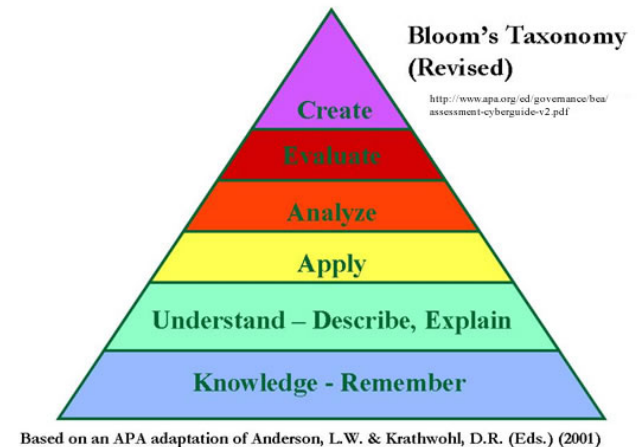 Bloom's Taxonomy
(Revised)
http://www.apa.org/ed/governance/bea/
assessment-cyberguide-v2.pdf
Create
Evaluate
Analyze
Apply
Understand – Describe, Explain
Knowledge - Remember
Based on an APA adaptation of Anderson, L.W. & Krathwohl, D.R. (Eds.) (2001)